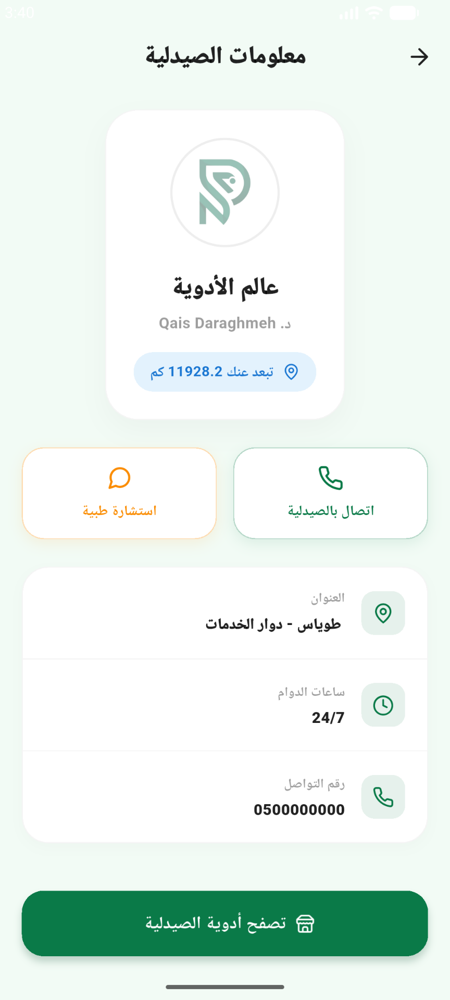 3:40
معلومات الصيدلية
عالم الأدوية
د. Qais Daraghmeh
تبعد عنك 11928.2 كم
اتصال بالصيدلية
استشارة طبية
العنوان
طوباس - دوار الخدمات
ساعات الدوام
24/7
رقم التواصل
0500000000
تصفح أدوية الصيدلية